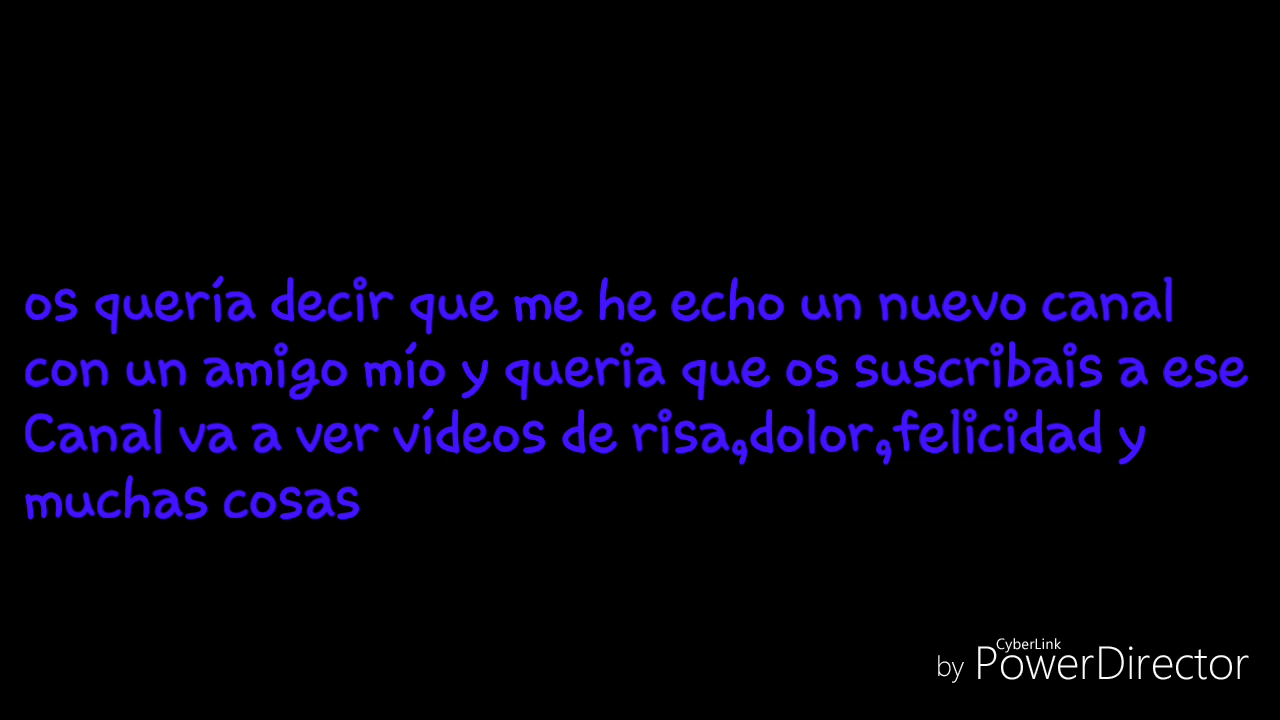 os quería decir que me he echo un nuevo canal
con un amigo mío y queria que os suscribais a ese
Canal va a ver vídeos de risa,dolor,felicidad y
muchas cosas
CyberLink
by PowerDirector